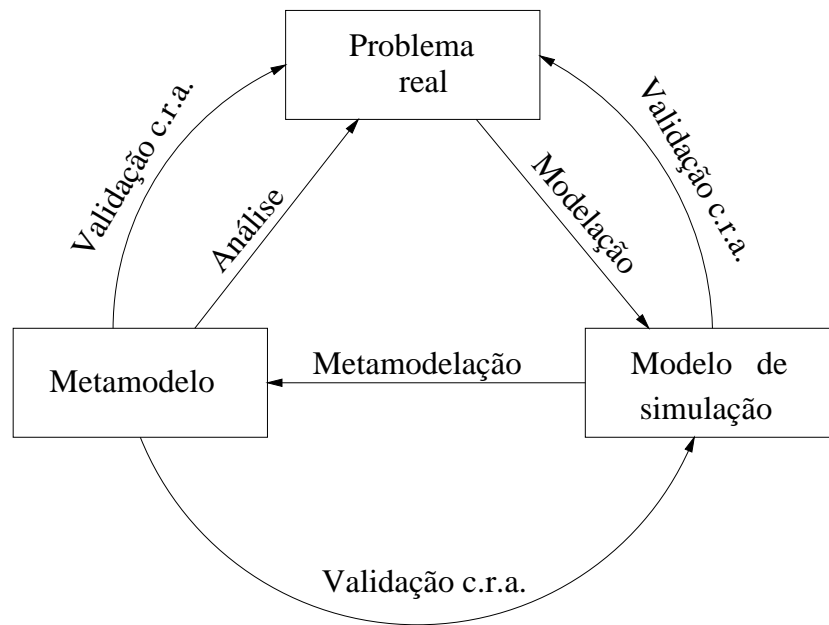 Problema
real
Validação c.r.a.
Validação c.r.a.
Análise
Modelação
Metamodelo
Metamodelação
Modelo de
simulação
Validação c.r.a.